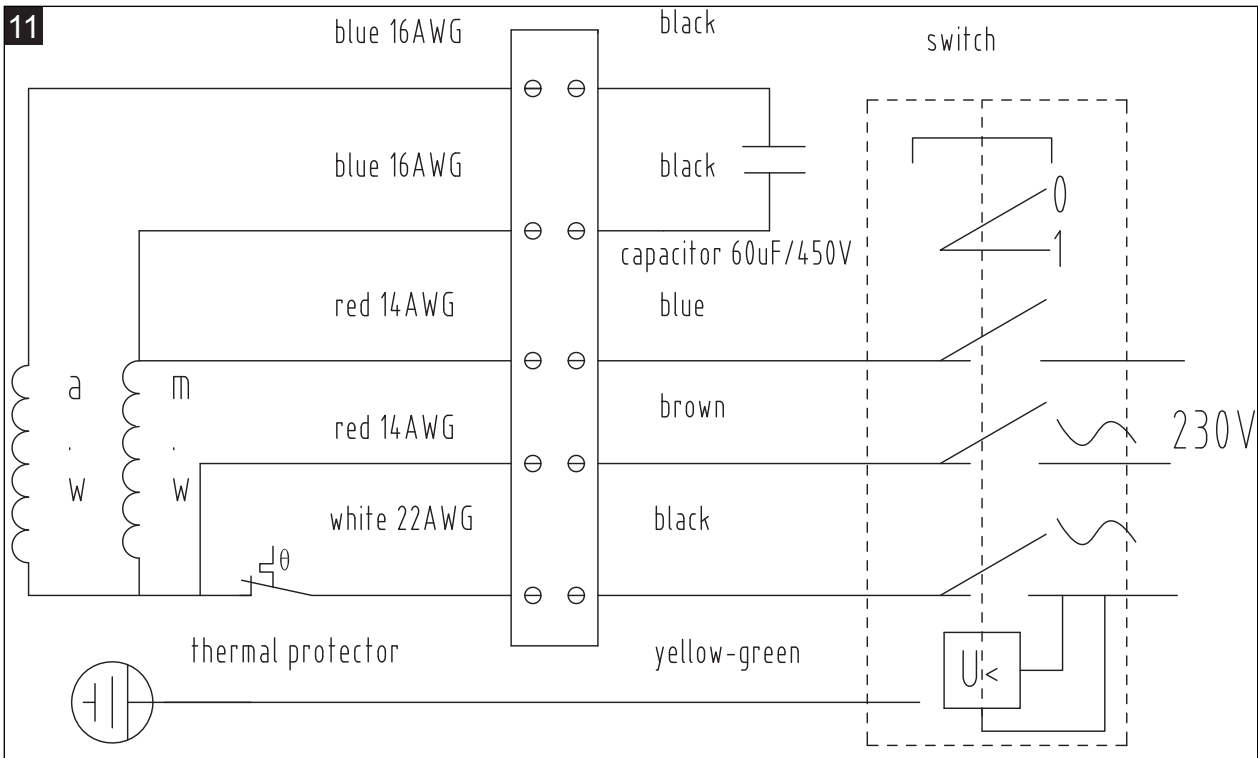 11
blue 16AWG
black
switch
blue 16AWG
black
0
1
capacitor 60uF/450V
red 14AWG
blue
a.w
m.w
red 14AWG
brown
230V
white 22AWG
black
θ
thermal protector
yellow-green
U<